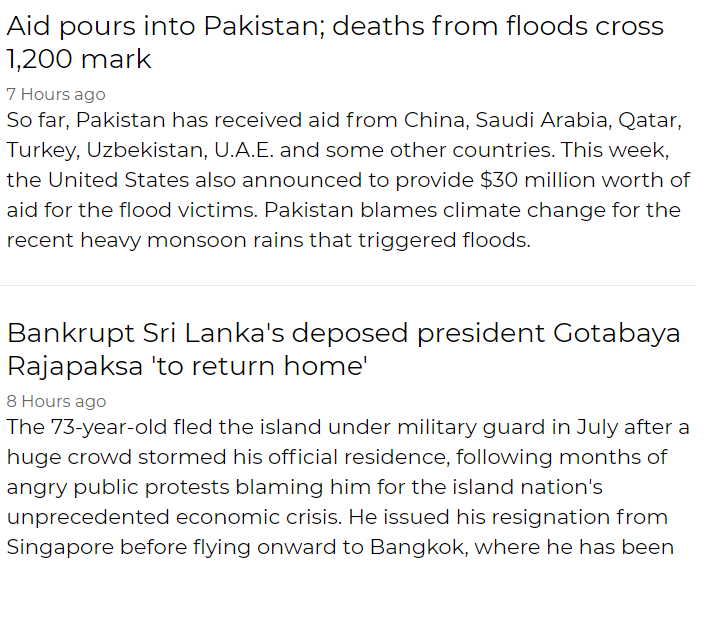 Aid pours into Pakistan; deaths from floods cross
1,200 mark
7 Hours ago
So far, Pakistan has received aid from China, Saudi Arabia, Qatar,
Turkey, Uzbekistan, U.A.E. and some other countries. This week,
the United States also announced to provide $30 million worth of
aid for the flood victims. Pakistan blames climate change for the
recent heavy monsoon rains that triggered floods.
Bankrupt Sri Lanka's deposed president Gotabaya
Rajapaksa 'to return home'
8 Hours ago
The 73-year-old fled the island under military guard in July after a
huge crowd stormed his official residence, following months of
angry public protests blaming him for the island nation's
unprecedented economic crisis. He issued his resignation from
Singapore before flying onward to Bangkok, where he has been